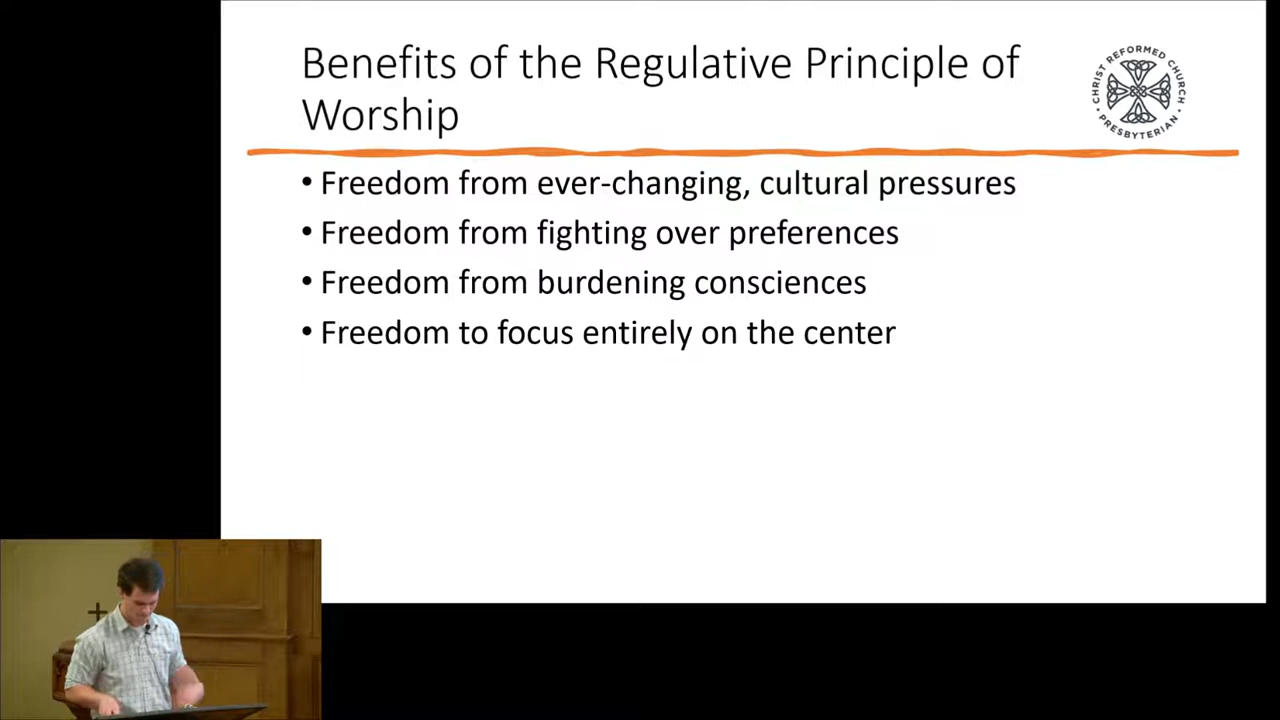 Benefits of the Regulative Principle of
Worship
CHRIST REFORMED CHURCH
• PRESBYTERIAN •
• Freedom from ever-changing, cultural pressures
• Freedom from fighting over preferences
• Freedom from burdening consciences
• Freedom to focus entirely on the center